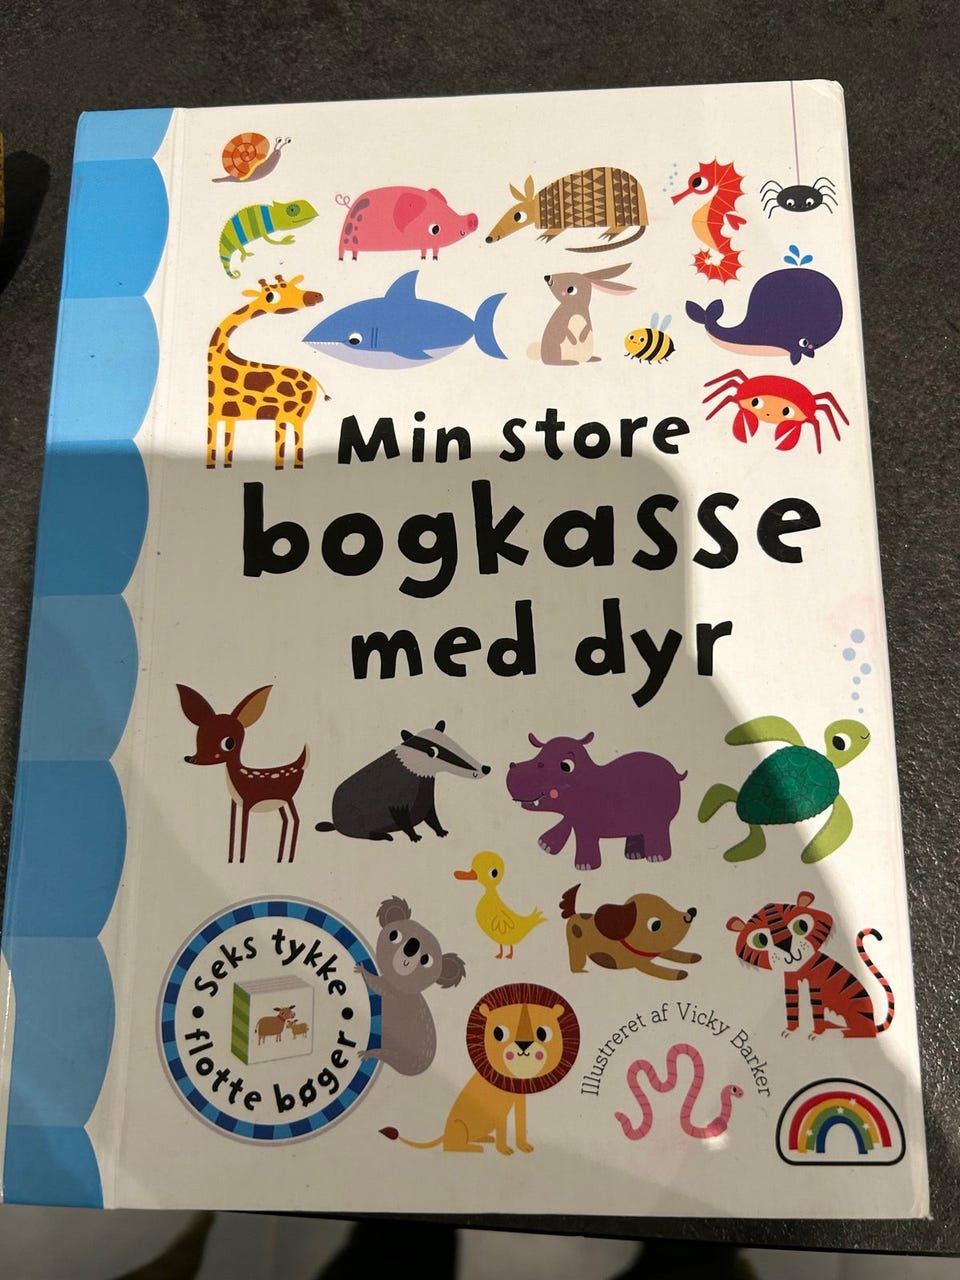 Min store
bogkasse
med dyr
• seks tykke •
flotte bøger
Illustreret af Vicky Barker